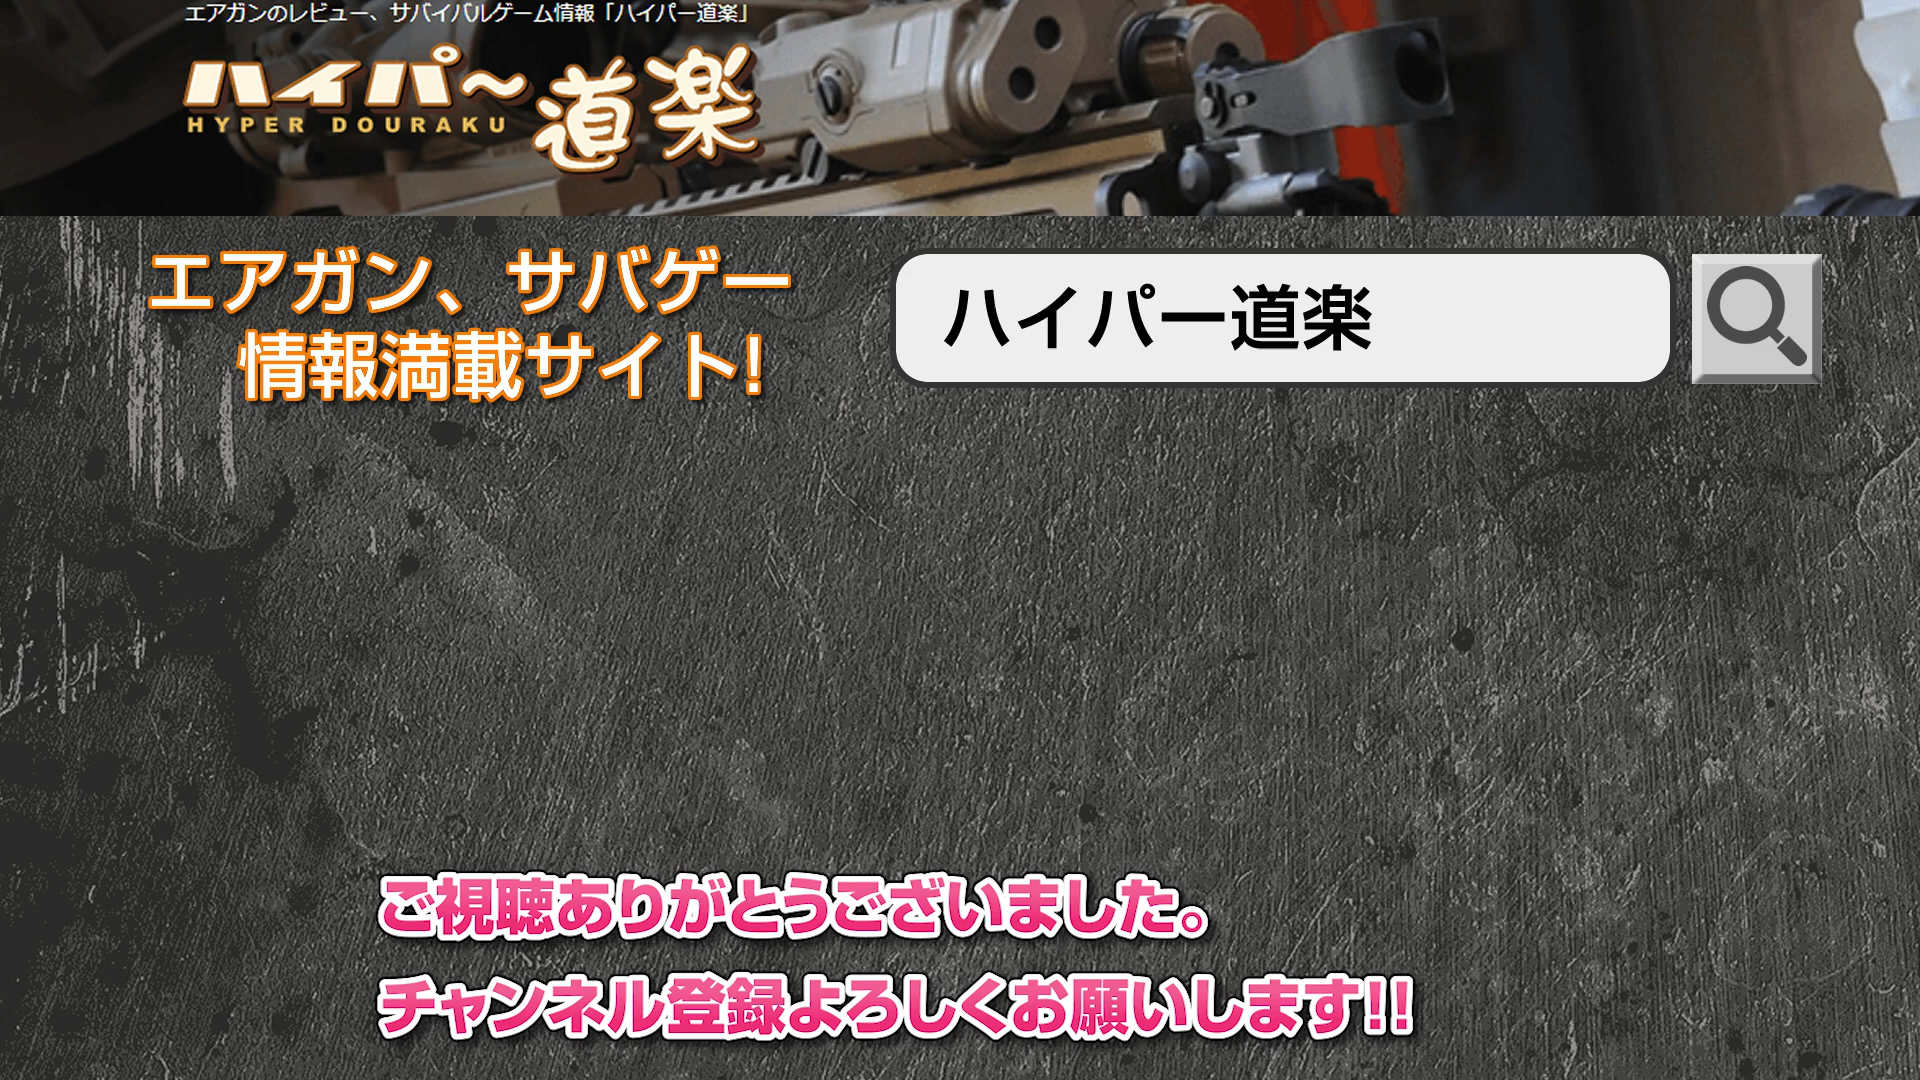 エアガンのレビュー、サバイバルゲーム情報「ハイパー道楽」
ハイパ〜道楽
HYPER DOURAKU
エアガン、サバゲー
情報満載サイト!
ハイパー道楽
ご視聴ありがとうございました。
チャンネル登録よろしくお願いします!!